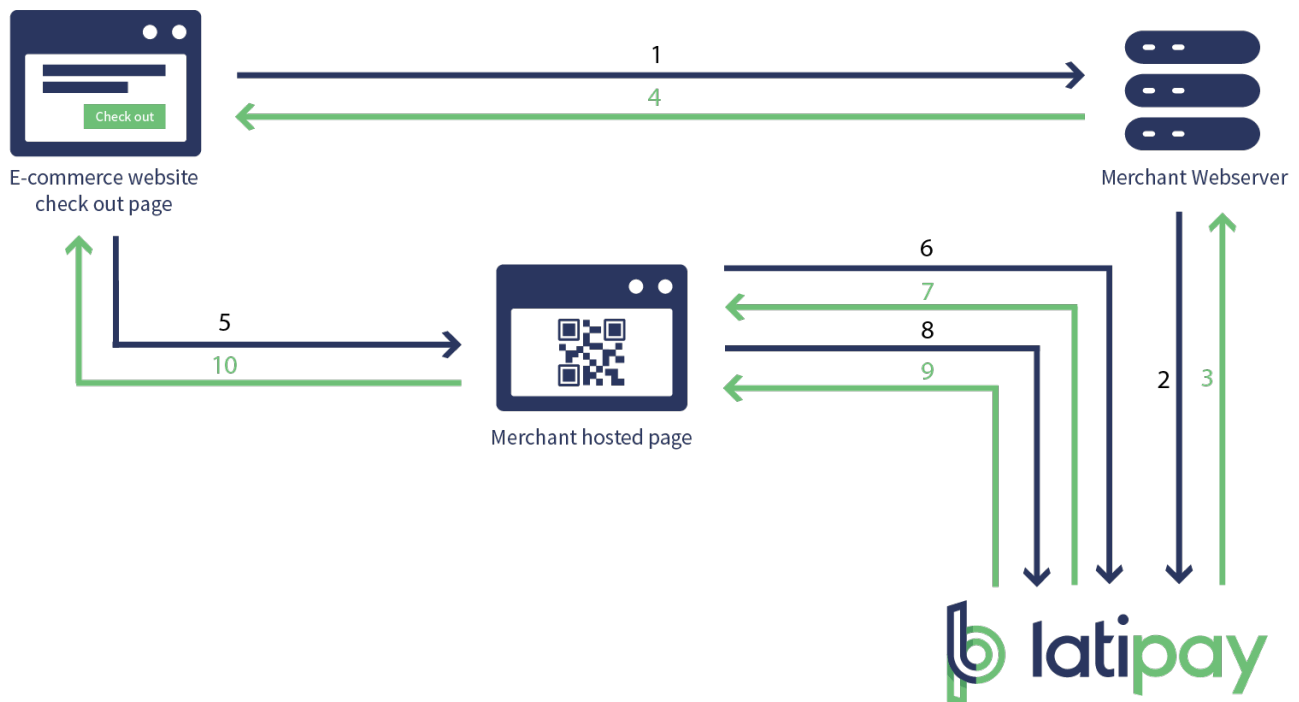 1
4
Check out
E-commerce website
check out page
Merchant Webserver
6
7
5
8
10
9
2
3
Merchant hosted page
latipay